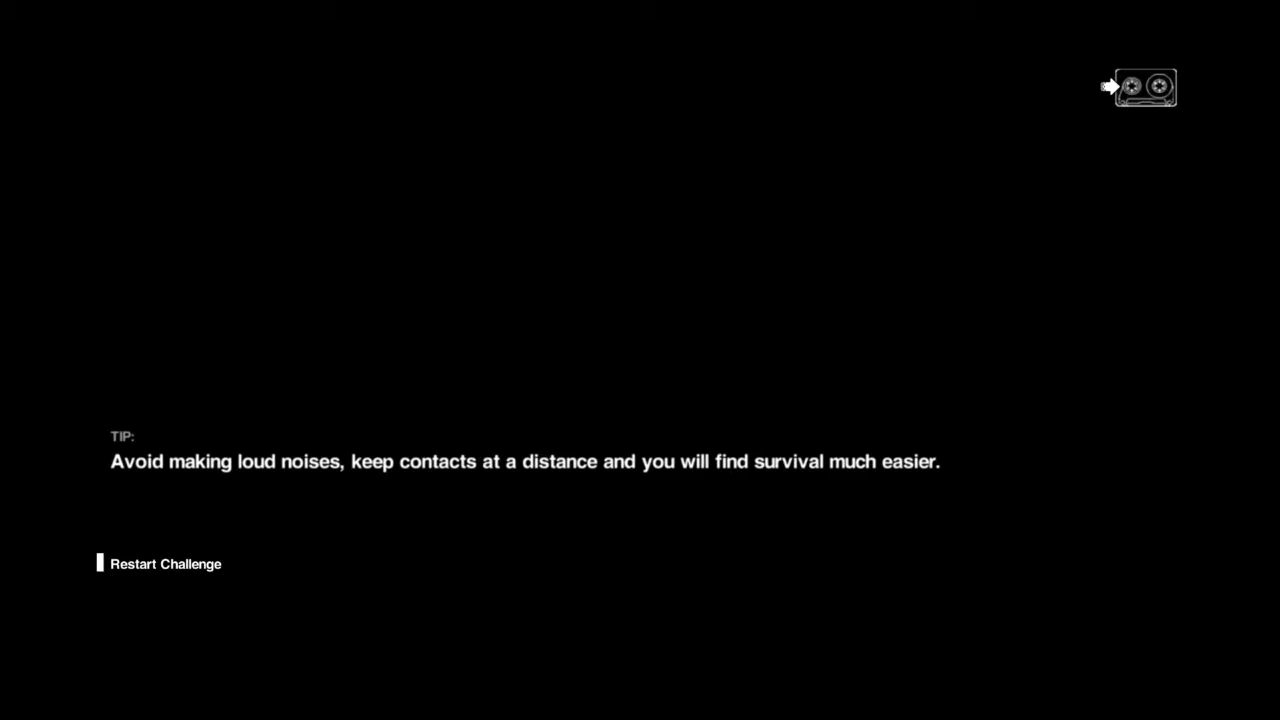 TIP:
Avoid making loud noises, keep contacts at a distance and you will find survival much easier.
Restart Challenge